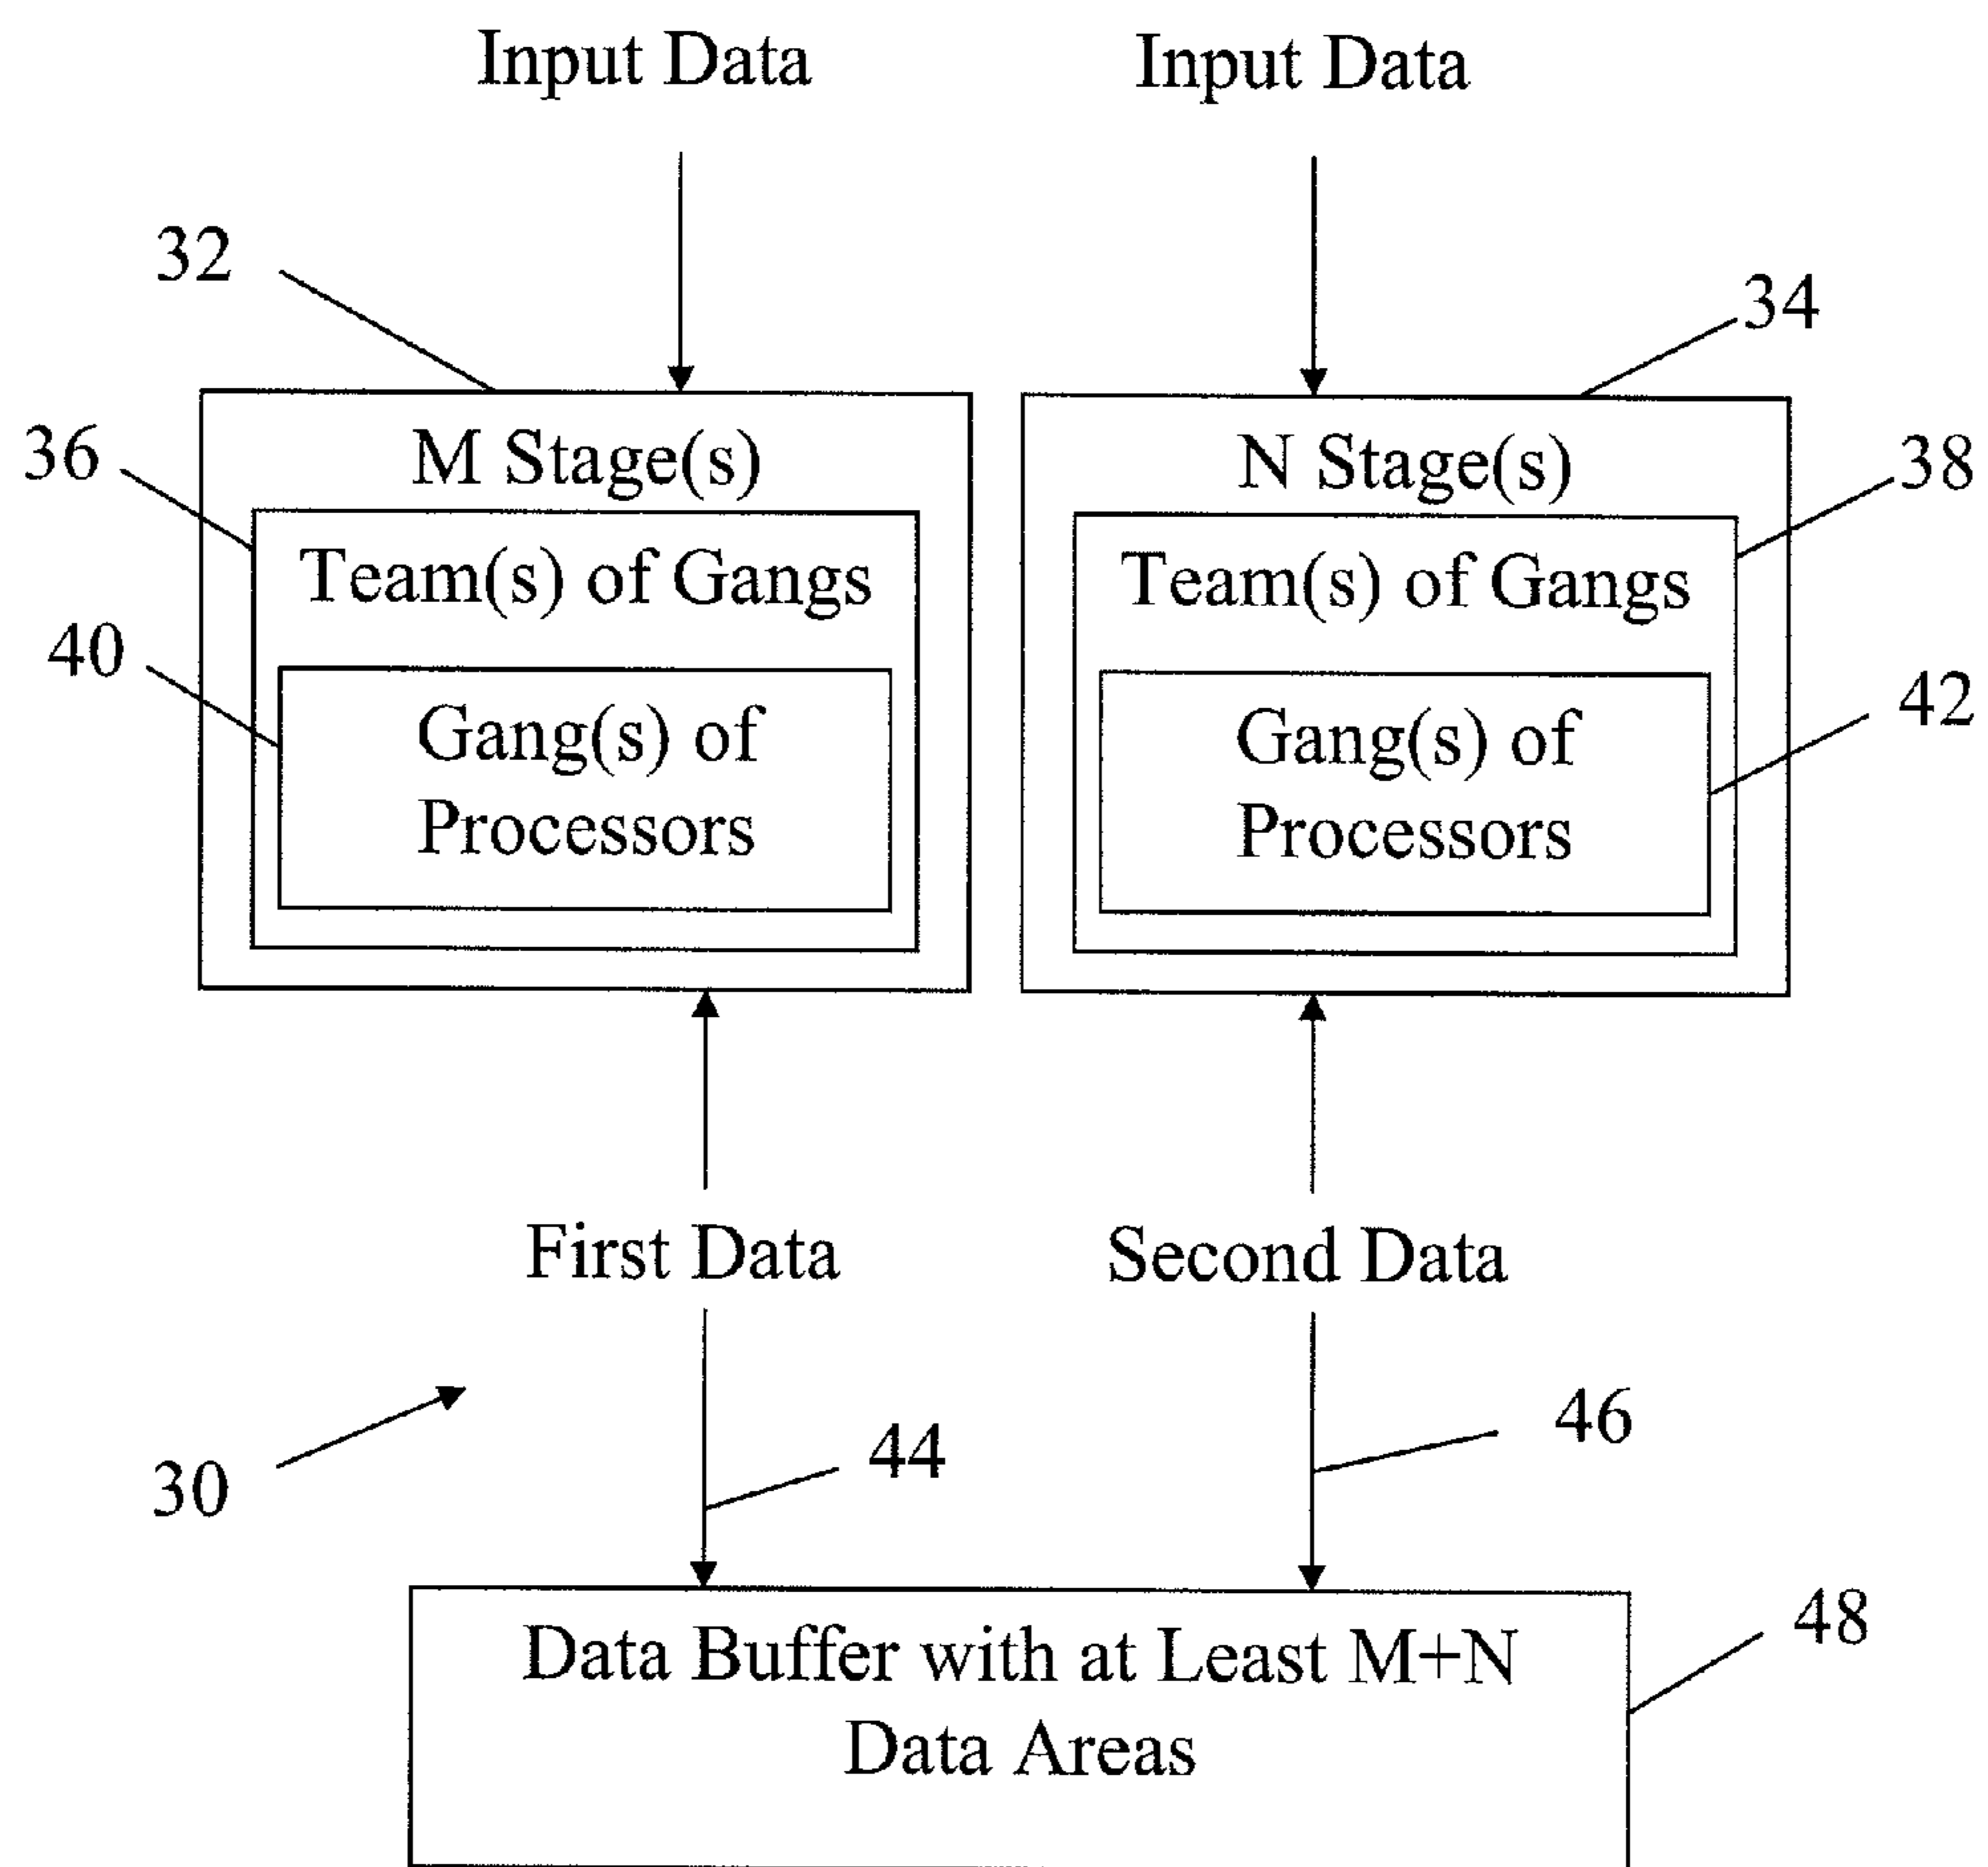 Input Data
Input Data
32
34
M Stage(s)
N Stage(s)
36
38
Team(s) of Gangs
Team(s) of Gangs
40
42
Gang(s) of
Processors
Gang(s) of
Processors
First Data
Second Data
30
44
46
48
Data Buffer with at Least M+N
Data Areas